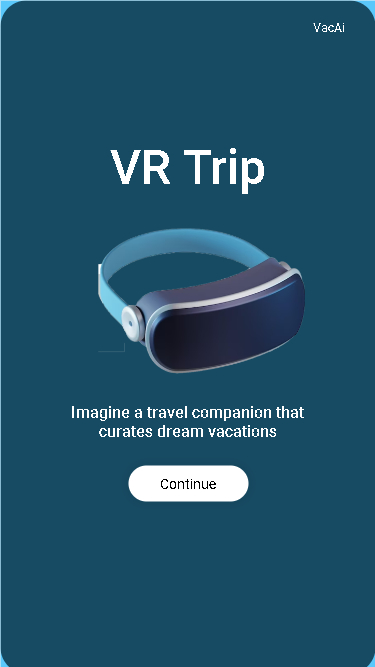 VacAi
VR Trip
Imagine a travel companion that
curates dream vacations
Continue